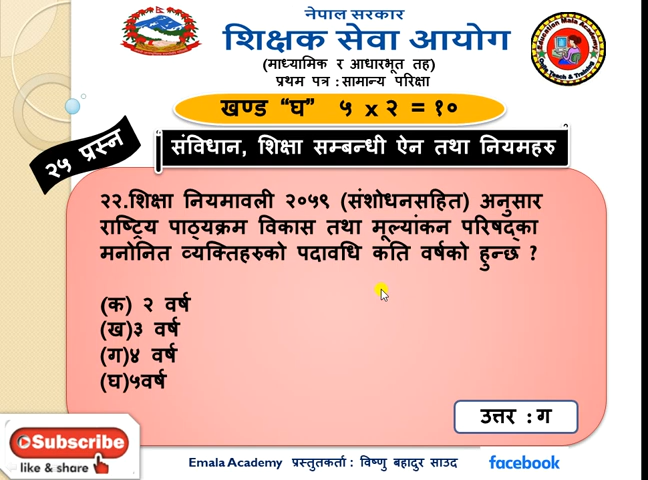 नेपाल सरकार
शिक्षक सेवा आयोग
(माध्यामिक र आधारभूत तह)
प्रथम पत्र : सामान्य परिक्षा
Education Mala Academy
खण्ड “घ” ५ x २ = १०
२५ प्रश्न
संविधान, शिक्षा सम्बन्धी ऐन तथा नियमहरु
२२.शिक्षा नियमावली २०५९ (संशोधनसहित) अनुसार
राष्ट्रिय पाठ्यक्रम विकास तथा मूल्यांकन परिषद्का
मनोनित व्यक्तिहरुको पदावधि कति वर्षको हुन्छ ?
(क) २ वर्ष
(ख)३ वर्ष
(ग)४ वर्ष
(घ)५वर्ष
उत्तर : ग
Subscribe
like & share
Emala Academy प्रस्तुतकर्ता : विष्णु बहादुर साउद
facebook